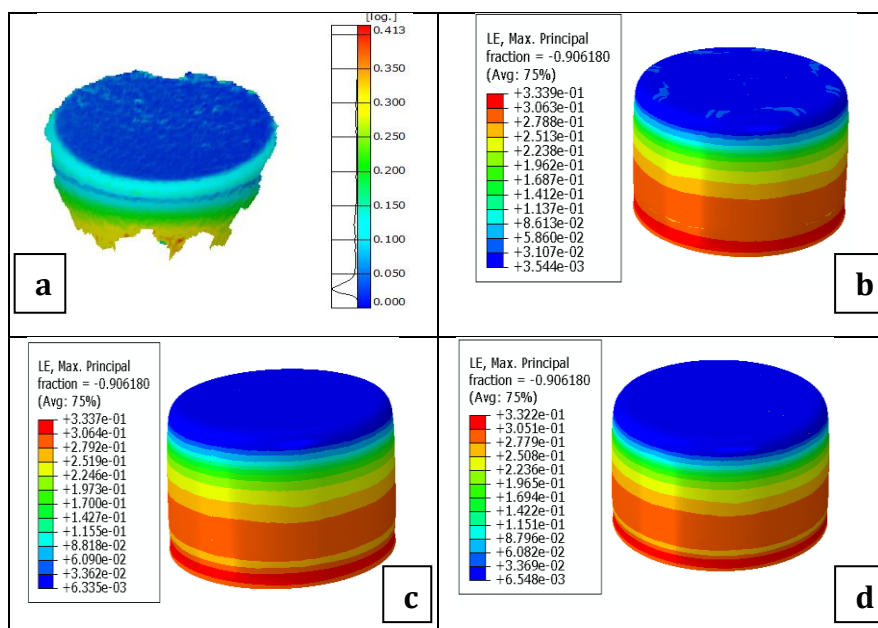 [log.]
0.413
0.350
0.300
0.250
0.200
0.150
0.100
0.050
0.000
a
LE, Max. Principal
fraction = -0.906180
(Avg: 75%)
+3.339e-01
+3.063e-01
+2.788e-01
+2.513e-01
+2.238e-01
+1.962e-01
+1.687e-01
+1.412e-01
+1.137e-01
+8.613e-02
+5.860e-02
+3.107e-02
+3.544e-03
b
LE, Max. Principal
fraction = -0.906180
(Avg: 75%)
+3.337e-01
+3.064e-01
+2.792e-01
+2.519e-01
+2.246e-01
+1.973e-01
+1.700e-01
+1.427e-01
+1.155e-01
+8.818e-02
+6.090e-02
+3.362e-02
+6.335e-03
c
LE, Max. Principal
fraction = -0.906180
(Avg: 75%)
+3.322e-01
+3.051e-01
+2.779e-01
+2.508e-01
+2.236e-01
+1.965e-01
+1.694e-01
+1.422e-01
+1.151e-01
+8.796e-02
+6.082e-02
+3.369e-02
+6.548e-03
d